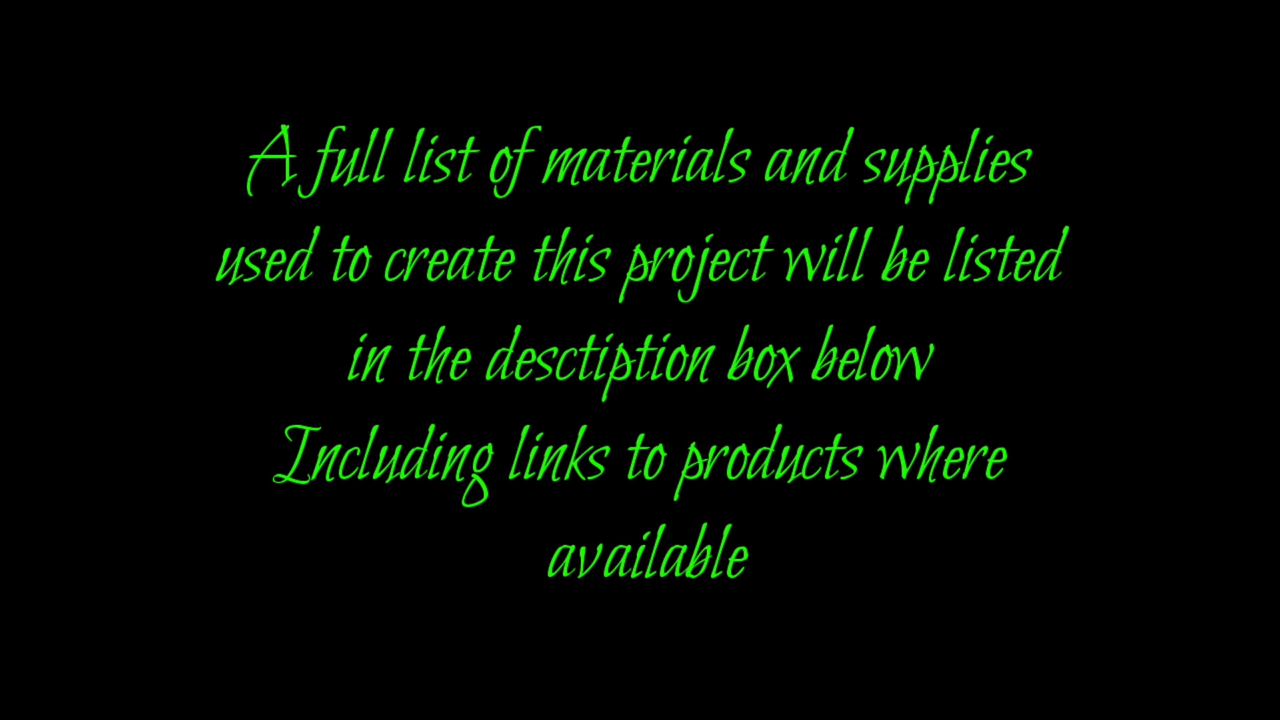 A full list of materials and supplies
used to create this project will be listed
in the desctiption box below
Including links to products where
available